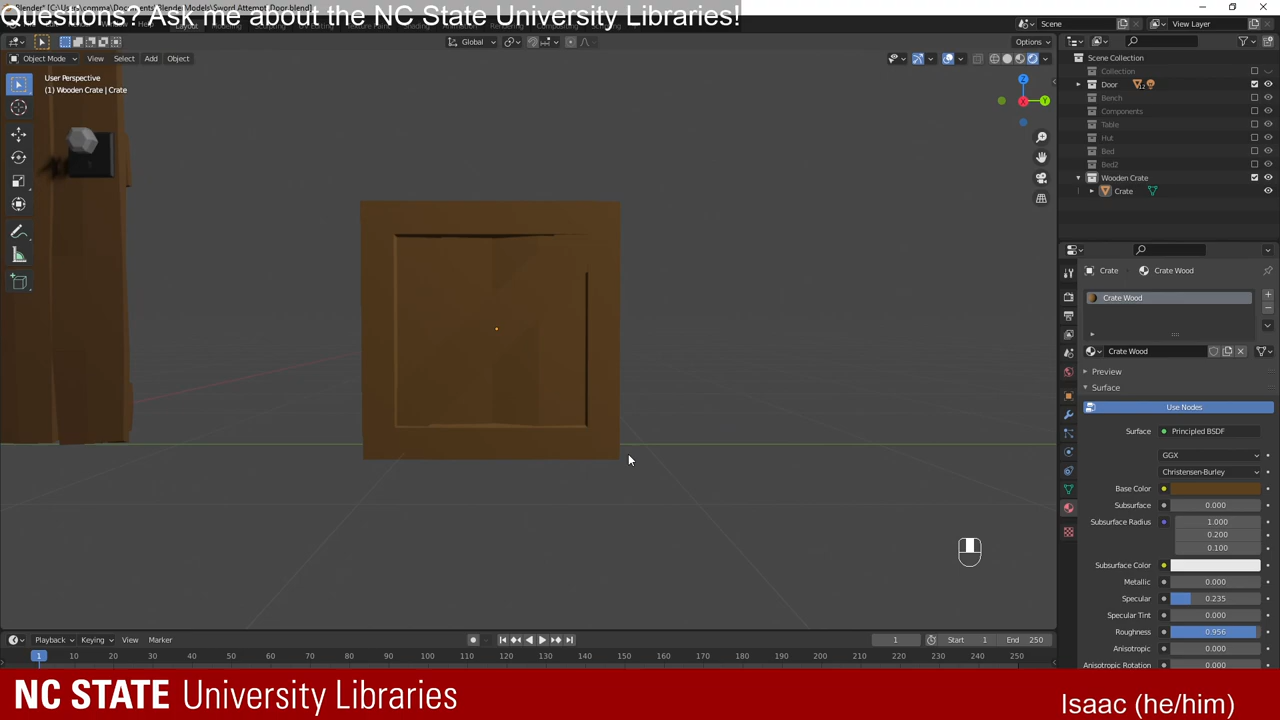 Questions? Ask me about the NC State University Libraries!
Scene
View Layer
Global
Options
Object Mode
View
Select
Add
Object
User Perspective
(1) Wooden Crate | Crate
Scene Collection
Collection
Door
12
Bench
Components
Table
Hut
Bed
Bed2
Wooden Crate
Crate
X
Y
Z
Crate
Crate Wood
Crate Wood
Crate Wood
Preview
Surface
Use Nodes
Surface
Principled BSDF
GGX
Christensen-Burley
Base Color
Subsurface
0.000
Subsurface Radius
1.000
0.200
0.100
Subsurface Color
Metallic
0.000
Specular
0.235
Specular Tint
0.000
Roughness
0.956
Anisotropic
0.000
Anisotropic Rotation
0.000
Playback
Keying
View
Marker
1
Start
1
End
250
1
10
20
30
40
50
60
70
80
90
100
110
120
130
140
150
160
170
180
190
200
210
220
230
240
250
NC STATE University Libraries
Isaac (he/him)